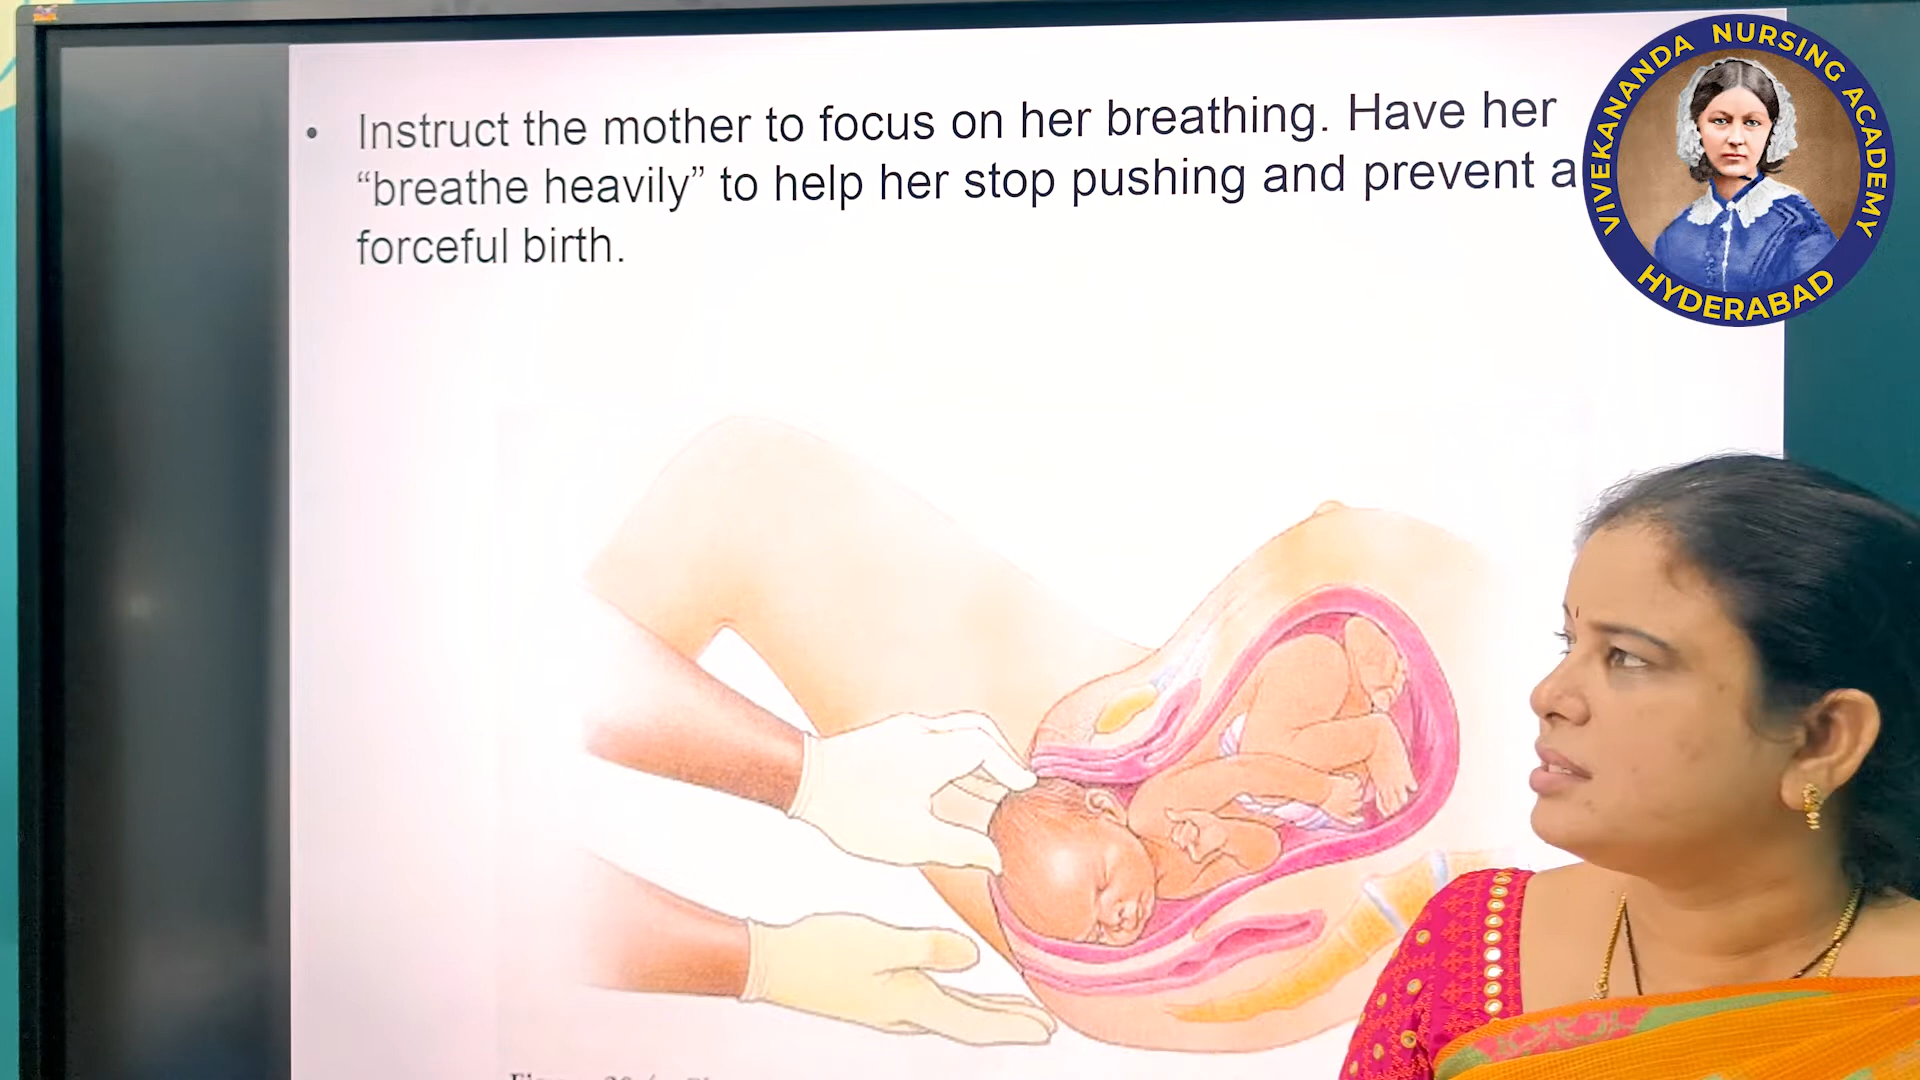 • Instruct the mother to focus on her breathing. Have her
“breathe heavily” to help her stop pushing and prevent a
forceful birth.
VIVEKANANDA NURSING ACADEMY
HYDERABAD